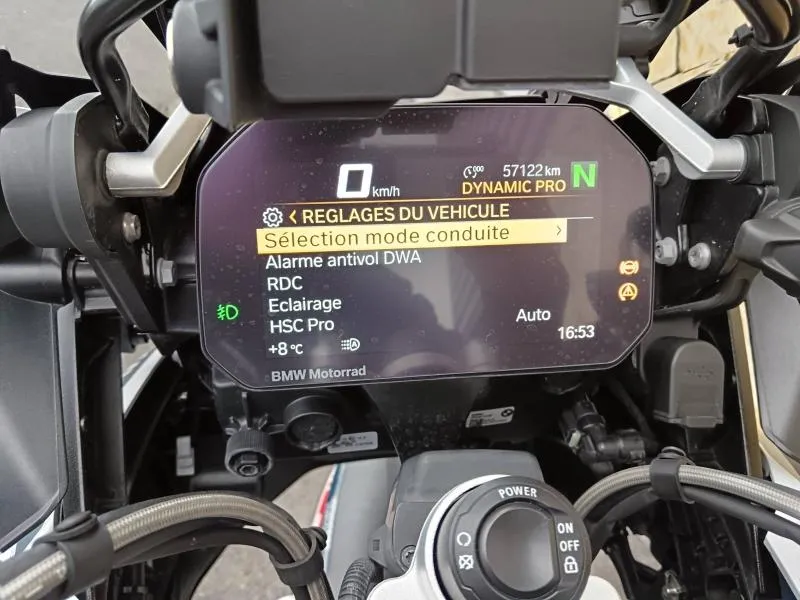 0 km/h
900 57122 km
DYNAMIC PRO N
< REGLAGES DU VEHICULE
Sélection mode conduite >
Alarme antivol DWA
RDC
Eclairage
HSC Pro Auto
+8 °C A 16:53
BMW Motorrad
POWER
ON
OFF